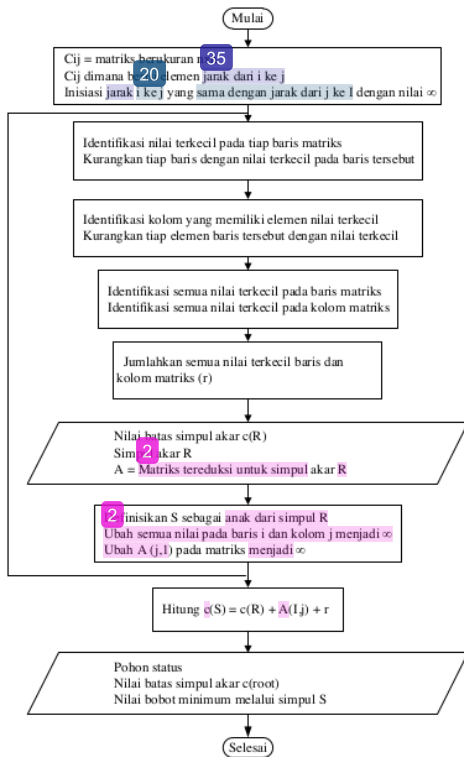 Mulai
Cij = matriks berukuran
35
Cij dimana elemen jarak dari i ke j
20
Inisiasi jarak i ke j yang sama dengan jarak dari j ke I dengan nilai ∞
Identifikasi nilai terkecil pada tiap baris matriks
Kurangkan tiap baris dengan nilai terkecil pada baris tersebut
Identifikasi kolom yang memiliki elemen nilai terkecil
Kurangkan tiap elemen baris tersebut dengan nilai terkecil
Identifikasi semua nilai terkecil pada baris matriks
Identifikasi semua nilai terkecil pada kolom matriks
Jumlahkan semua nilai terkecil baris dan
kolom matriks (r)
Nilai batas simpul akar c(R)
2
akar R
A = Matriks tereduksi untuk simpul akar R
2
S sebagai anak dari simpul R
Ubah semua nilai pada baris i dan kolom j menjadi ∞
Ubah A (j,1) pada matriks menjadi ∞
Hitung c(S) = c(R) + A(I,j) + r
Pohon status
Nilai batas simpul akar c(root)
Nilai bobot minimum melalui simpul S
Selesai